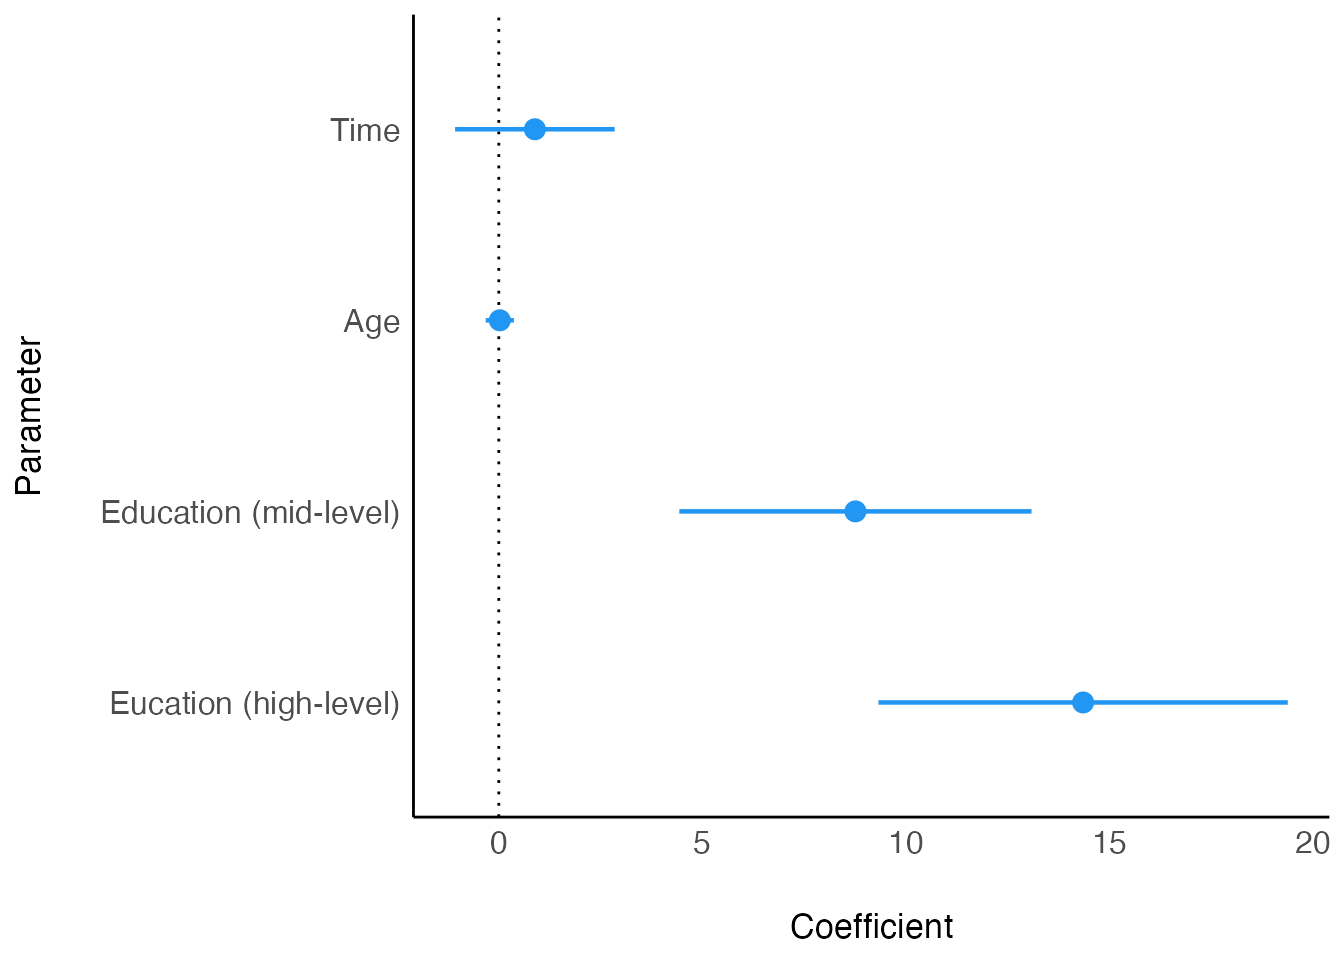 Parameter
Time
Age
Education (mid-level)
Eucation (high-level)
0 5 10 15 20
Coefficient